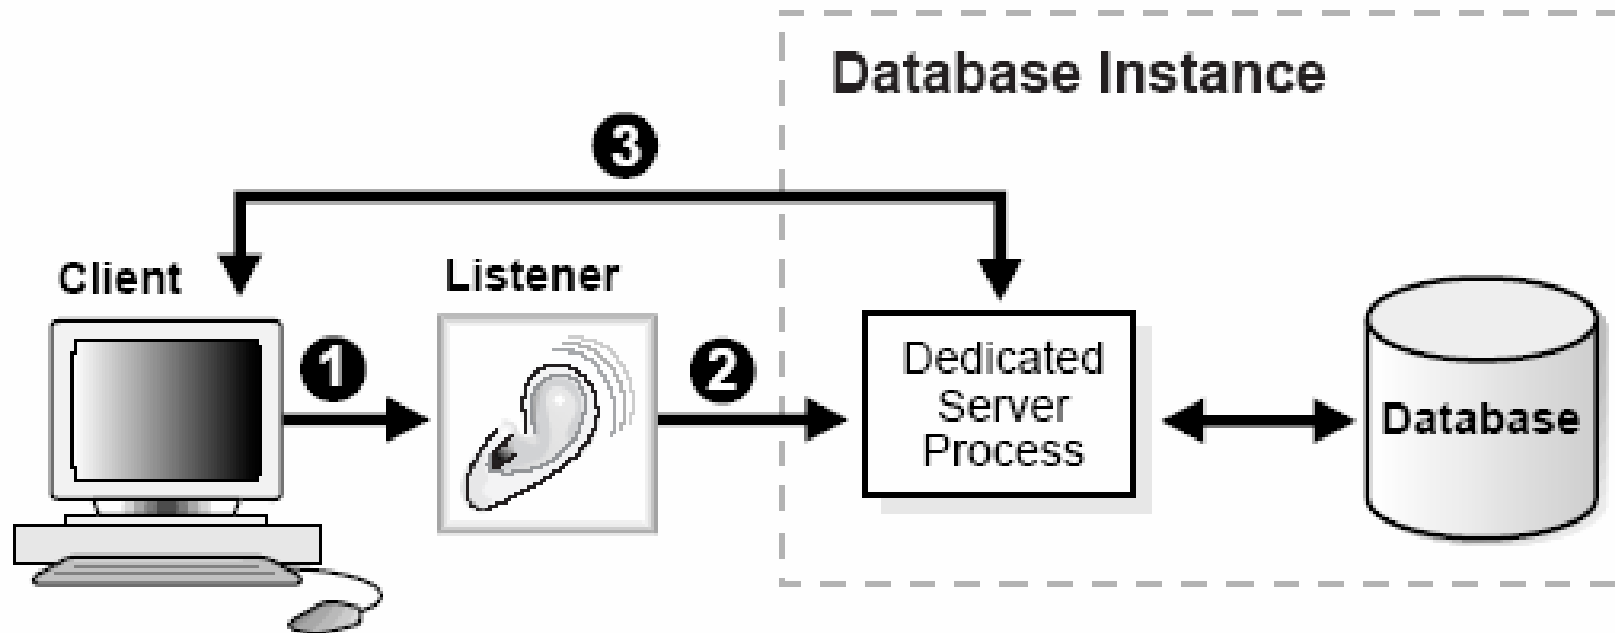 Database Instance
3
Client
Listener
1
2
Dedicated
Server
Process
Database